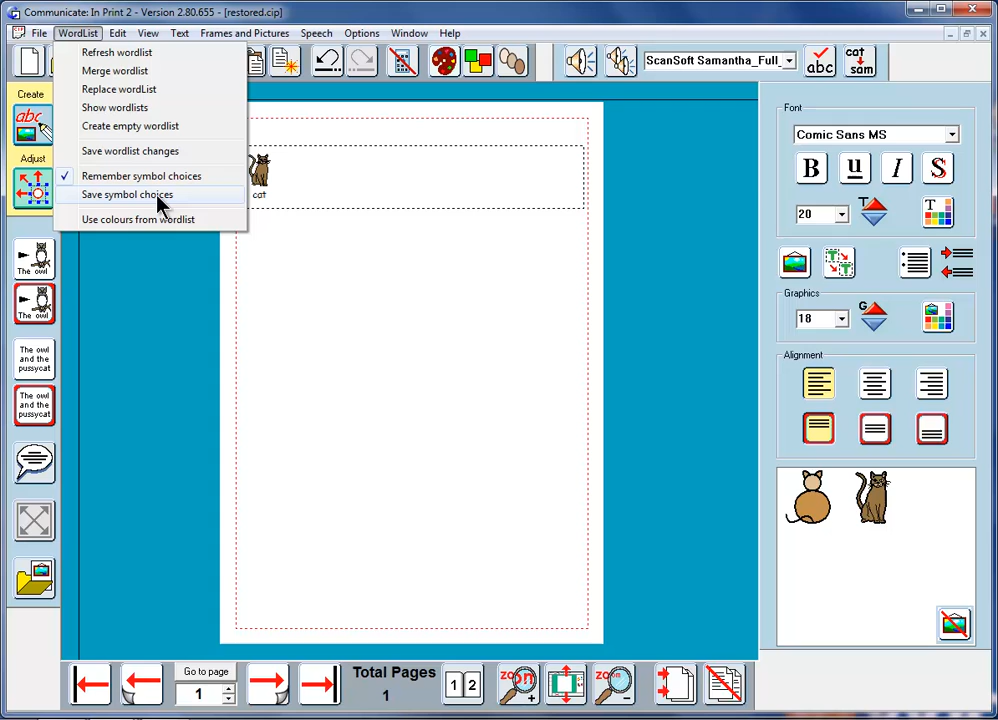 Communicate: In Print 2 - Version 2.80.655 - [restored.cip]
File WordList Edit View Text Frames and Pictures Speech Options Window Help
Refresh wordlist
Merge wordlist
Replace wordList
Show wordlists
Create empty wordlist
Save wordlist changes
Remember symbol choices
Save symbol choices
Use colours from wordlist
ScanSoft Samantha_Full_
abc
cat
sam
Create
abc
Adjust
The owl
The owl
The owl
and the
pussycat
The owl
and the
pussycat
cat
Font
Comic Sans MS
B u I S
20
T
T
T
T
Graphics
18
G
Alignment
Go to page
1
Total Pages
1
1 2
zoom
+
zoom
-